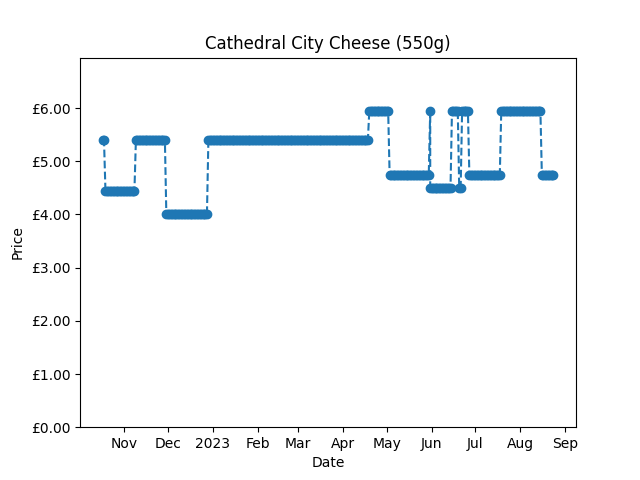 Cathedral City Cheese (550g)
£6.00
£5.00
£4.00
£3.00
£2.00
£1.00
£0.00
Price
Nov Dec 2023 Feb Mar Apr May Jun Jul Aug Sep
Date